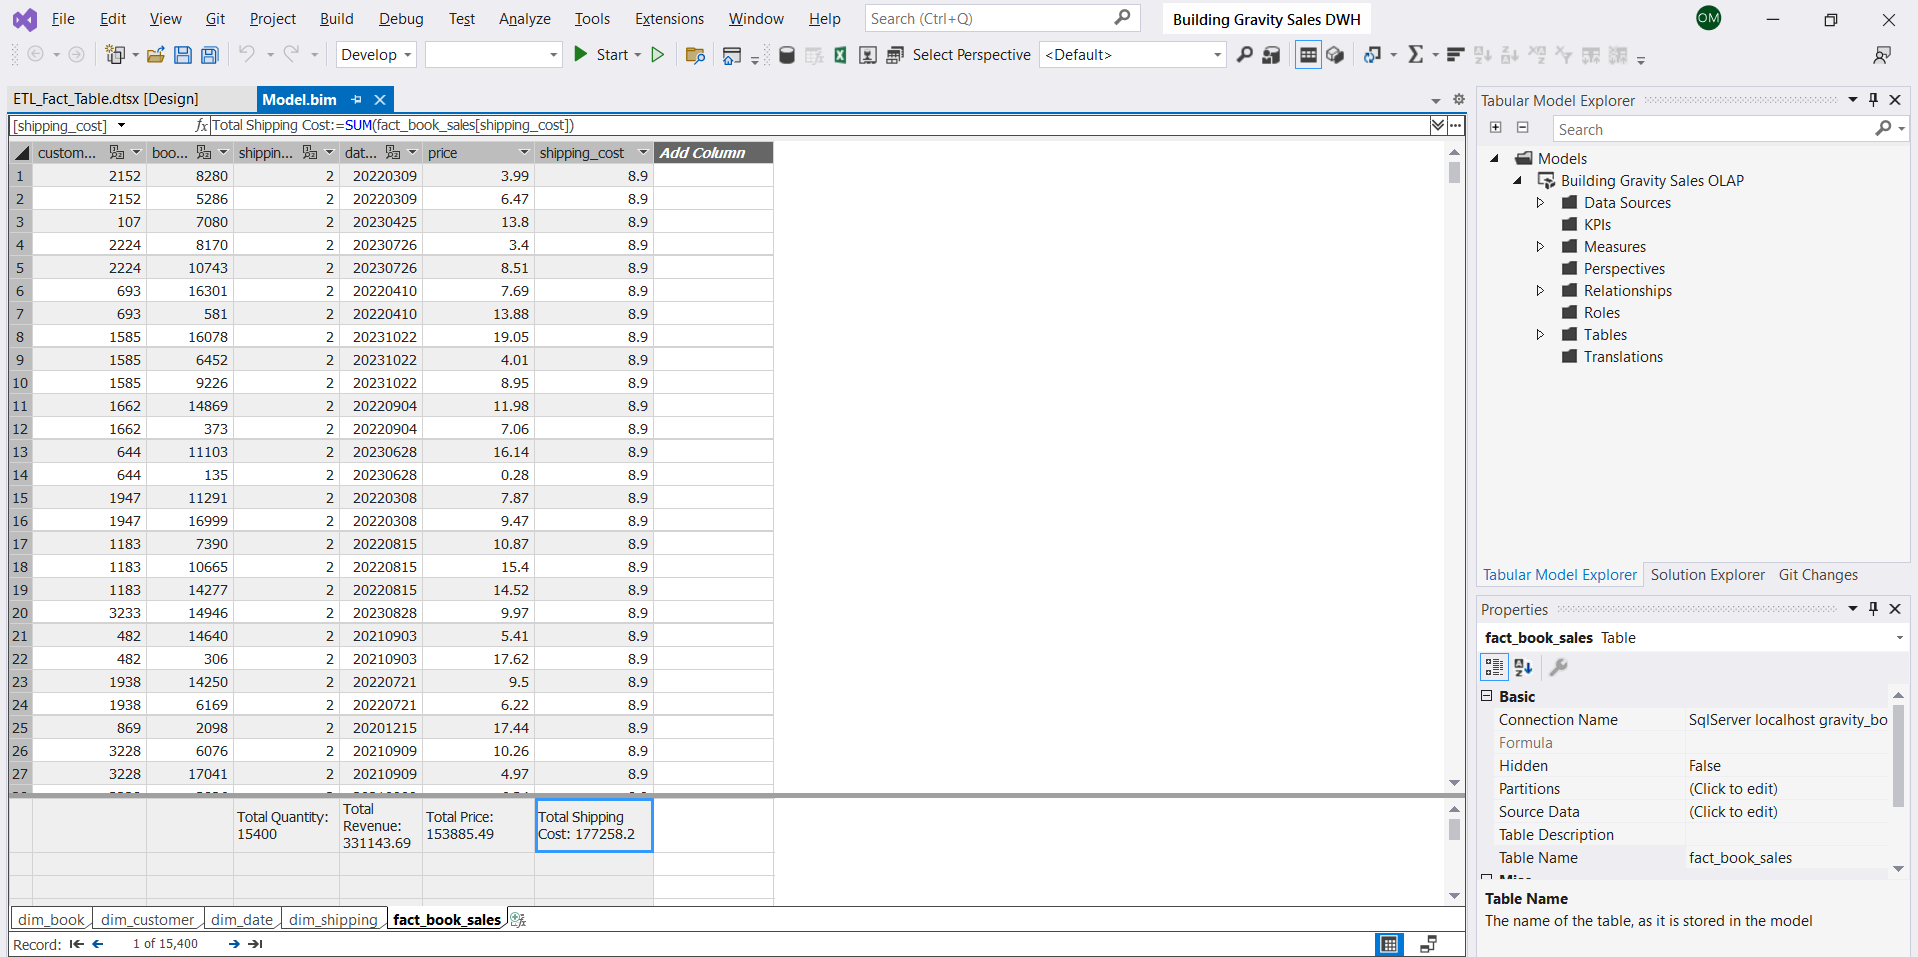 File Edit View Git Project Build Debug Test Analyze Tools Extensions Window Help Search (Ctrl+Q) Building Gravity Sales DWH OM
Develop Start Select Perspective <Default>
ETL_Fact_Table.dtsx [Design] Model.bim
[shipping_cost] fx Total Shipping Cost:=SUM(fact_book_sales[shipping_cost])
custom... boo... shippin... dat... price shipping_cost Add Column
1 2152 8280 2 20220309 3.99 8.9
2 2152 5286 2 20220309 6.47 8.9
3 107 7080 2 20230425 13.8 8.9
4 2224 8170 2 20230726 3.4 8.9
5 2224 10743 2 20230726 8.51 8.9
6 693 16301 2 20220410 7.69 8.9
7 693 581 2 20220410 13.88 8.9
8 1585 16078 2 20231022 19.05 8.9
9 1585 6452 2 20231022 4.01 8.9
10 1585 9226 2 20231022 8.95 8.9
11 1662 14869 2 20220904 11.98 8.9
12 1662 373 2 20220904 7.06 8.9
13 644 11103 2 20230628 16.14 8.9
14 644 135 2 20230628 0.28 8.9
15 1947 11291 2 20220308 7.87 8.9
16 1947 16999 2 20220308 9.47 8.9
17 1183 7390 2 20220815 10.87 8.9
18 1183 10665 2 20220815 15.4 8.9
19 1183 14277 2 20220815 14.52 8.9
20 3233 14946 2 20230828 9.97 8.9
21 482 14640 2 20210903 5.41 8.9
22 482 306 2 20210903 17.62 8.9
23 1938 14250 2 20220721 9.5 8.9
24 1938 6169 2 20220721 6.22 8.9
25 869 2098 2 20201215 17.44 8.9
26 3228 6076 2 20210909 10.26 8.9
27 3228 17041 2 20210909 4.97 8.9
Total Quantity:
15400
Total
Revenue:
331143.69
Total Price:
153885.49
Total Shipping
Cost: 177258.2
dim_book dim_customer dim_date dim_shipping fact_book_sales
Record: 1 of 15,400
Tabular Model Explorer
Search
Models
Building Gravity Sales OLAP
Data Sources
KPIs
Measures
Perspectives
Relationships
Roles
Tables
Translations
Tabular Model Explorer Solution Explorer Git Changes
Properties
fact_book_sales Table
Basic
Connection Name SqlServer localhost gravity_bo
Formula
Hidden False
Partitions (Click to edit)
Source Data (Click to edit)
Table Description
Table Name fact_book_sales
Table Name
The name of the table, as it is stored in the model